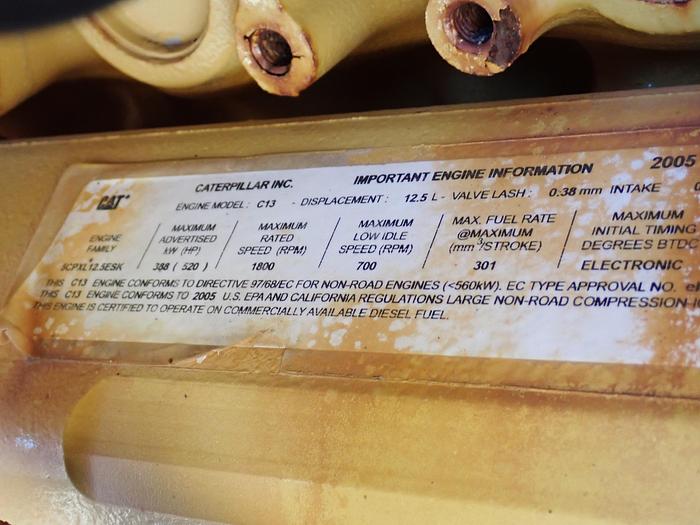 CATERPILLAR INC. IMPORTANT ENGINE INFORMATION 2005
CAT ENGINE MODEL : C13 - DISPLACEMENT : 12.5 L - VALVE LASH : 0.38 mm INTAKE
ENGINE FAMILY
MAXIMUM ADVERTISED kW (HP)
MAXIMUM RATED SPEED (RPM)
MAXIMUM LOW IDLE SPEED (RPM)
MAX. FUEL RATE @MAXIMUM (mm³/STROKE)
MAXIMUM INITIAL TIMING DEGREES BTDC
5CPXL12.5ESK 388 ( 520 ) 1800 700 301 ELECTRONIC
THIS C13 ENGINE CONFORMS TO DIRECTIVE 97/68/EC FOR NON-ROAD ENGINES (<560kW). EC TYPE APPROVAL NO.
THIS C13 ENGINE CONFORMS TO 2005 U.S. EPA AND CALIFORNIA REGULATIONS LARGE NON-ROAD COMPRESSION
THIS ENGINE IS CERTIFIED TO OPERATE ON COMMERCIALLY AVAILABLE DIESEL FUEL.